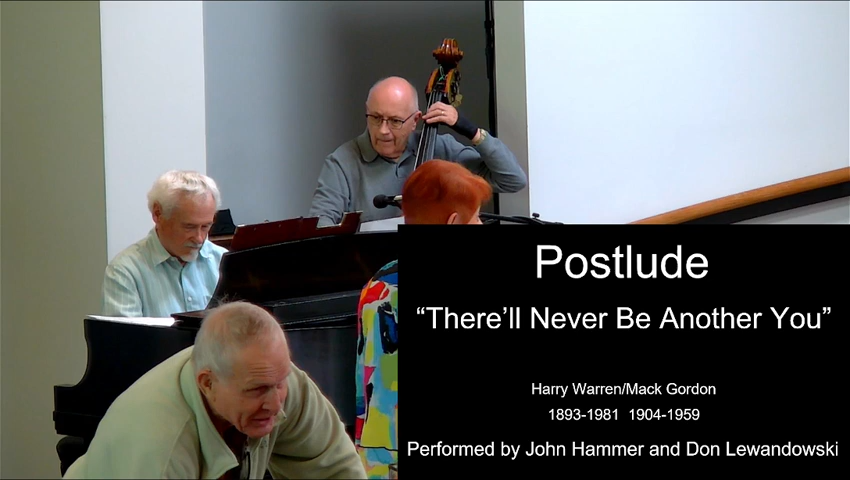 Postlude
“There’ll Never Be Another You”
Harry Warren/Mack Gordon
1893-1981 1904-1959
Performed by John Hammer and Don Lewandowski